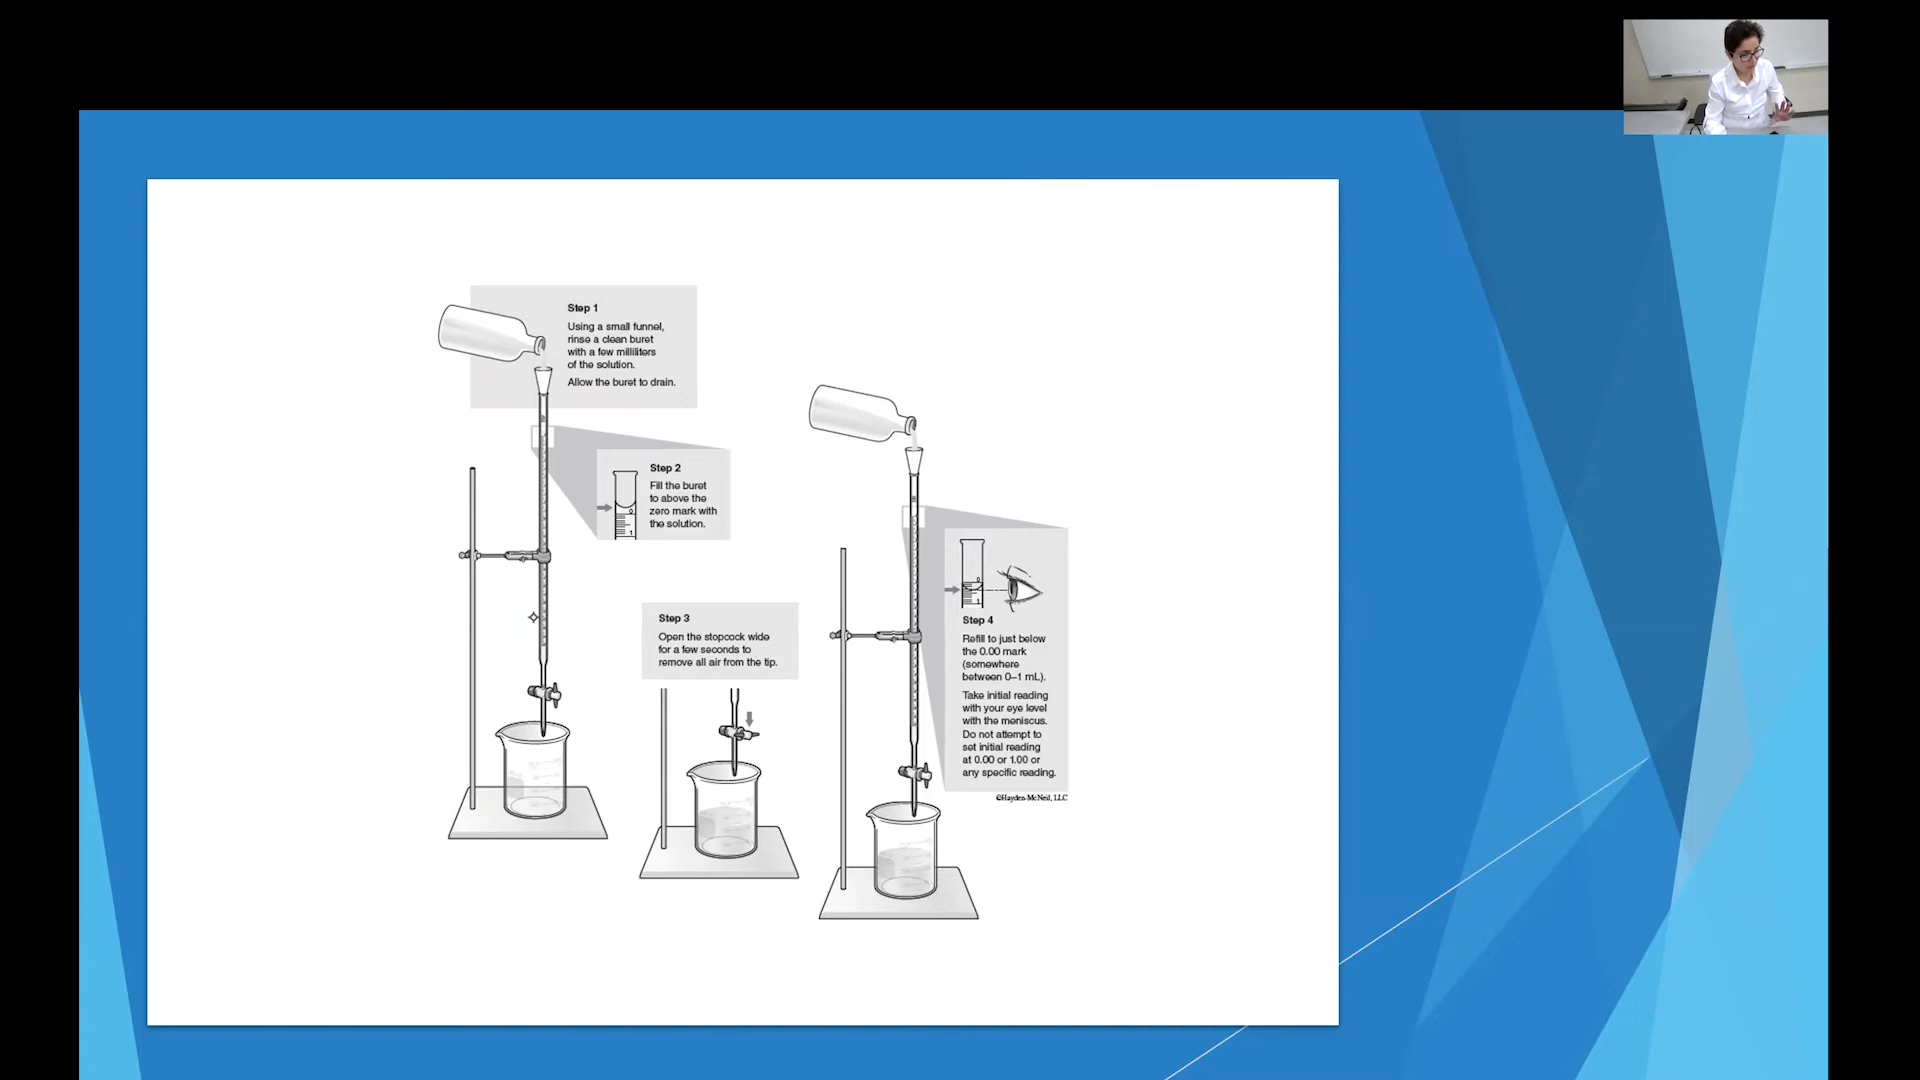 Step 1
Using a small funnel,
rinse a clean buret
with a few milliliters
of the solution.
Allow the buret to drain.
Step 2
Fill the buret
to above the
zero mark with
the solution.
0
1
Step 3
Open the stopcock wide
for a few seconds to
remove all air from the tip.
0
1
Step 4
Refill to just below
the 0.00 mark
(somewhere
between 0–1 mL).
Take initial reading
with your eye level
with the meniscus.
Do not attempt to
set initial reading
at 0.00 or 1.00 or
any specific reading.
©Hayden-McNeil, LLC